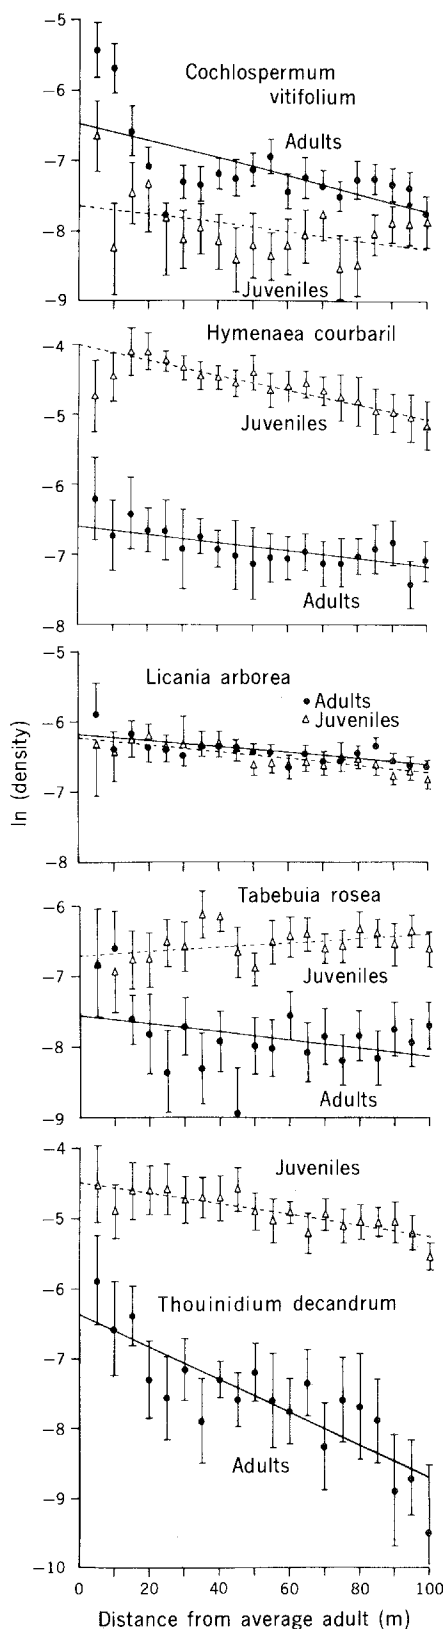 -5
Cochlospermum
vitifolium
-6
Adults
-7
-8
Juveniles
-9
Hymenaea courbaril
-4
-5
Juveniles
-6
-7
Adults
-8
-5
Licania arborea
Adults
Juveniles
-6
-7
-8
ln (density)
Tabebuia rosea
-6
-7
Juveniles
-8
Adults
-9
-4
Juveniles
-5
-6
Thouinidium decandrum
-7
-8
Adults
-9
-10
0 20 40 60 80 100
Distance from average adult (m)